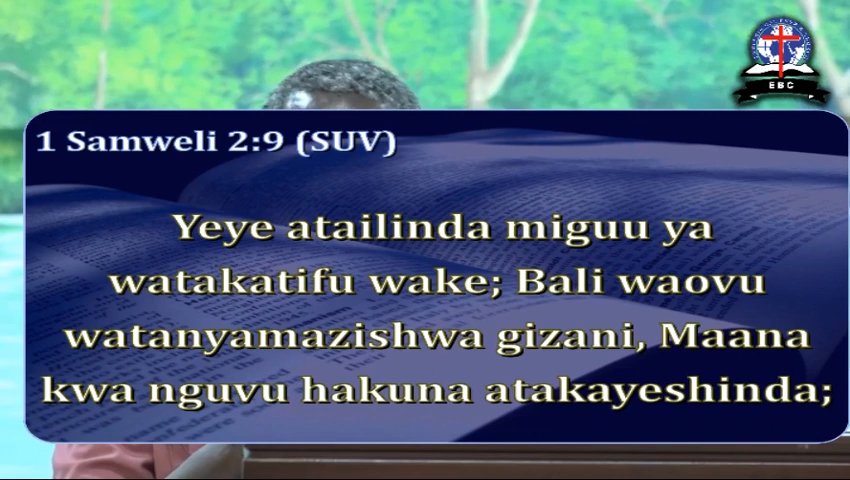 EBC
1 Samweli 2:9 (SUV)
Yeye atailinda miguu ya
watakatifu wake; Bali waovu
watanyamazishwa gizani, Maana
kwa nguvu hakuna atakayeshinda;